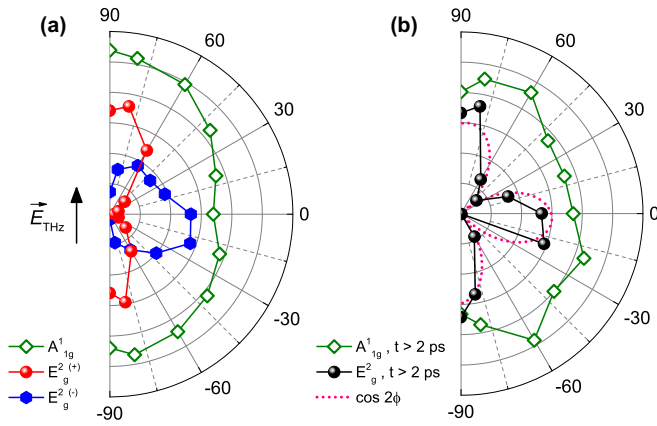 (a)
90
60
30
0
-30
-60
-90
E THz
A¹1g
E²g (+)
E²g (-)
(b)
90
60
30
0
-30
-60
-90
A¹1g , t > 2 ps
E²g , t > 2 ps
cos 2ϕ